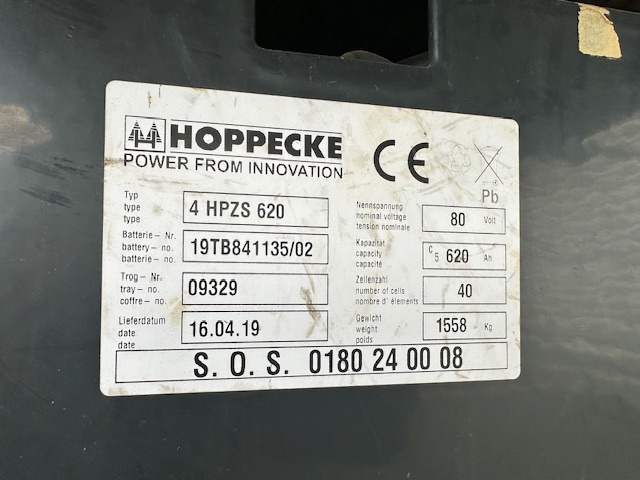 HOPPECKE
POWER FROM INNOVATION
CE
Pb
Typ
type
type
4 HPZS 620
Nennspannung
nominal voltage
tension nominale
80 Volt
Batterie – Nr.
battery – no.
batterie – no.
19TB841135/02
Kapazität
capacity
capacité
C5 620 Ah
Trog – Nr.
tray – no.
coffre – no.
09329
Zellenzahl
number of cells
nombre d' élements
40
Lieferdatum
date
date
16.04.19
Gewicht
weight
poids
1558 Kg
S. O. S. 0180 24 00 08